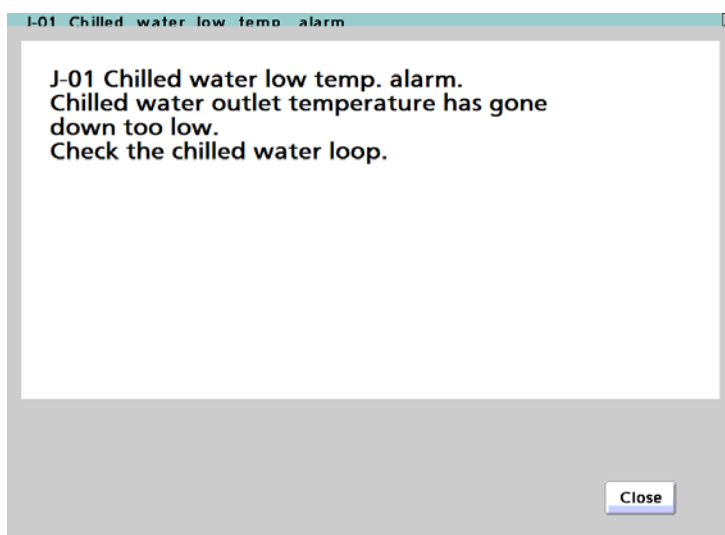 J-01 Chilled water low temp. alarm
J-01 Chilled water low temp. alarm.
Chilled water outlet temperature has gone
down too low.
Check the chilled water loop.
Close